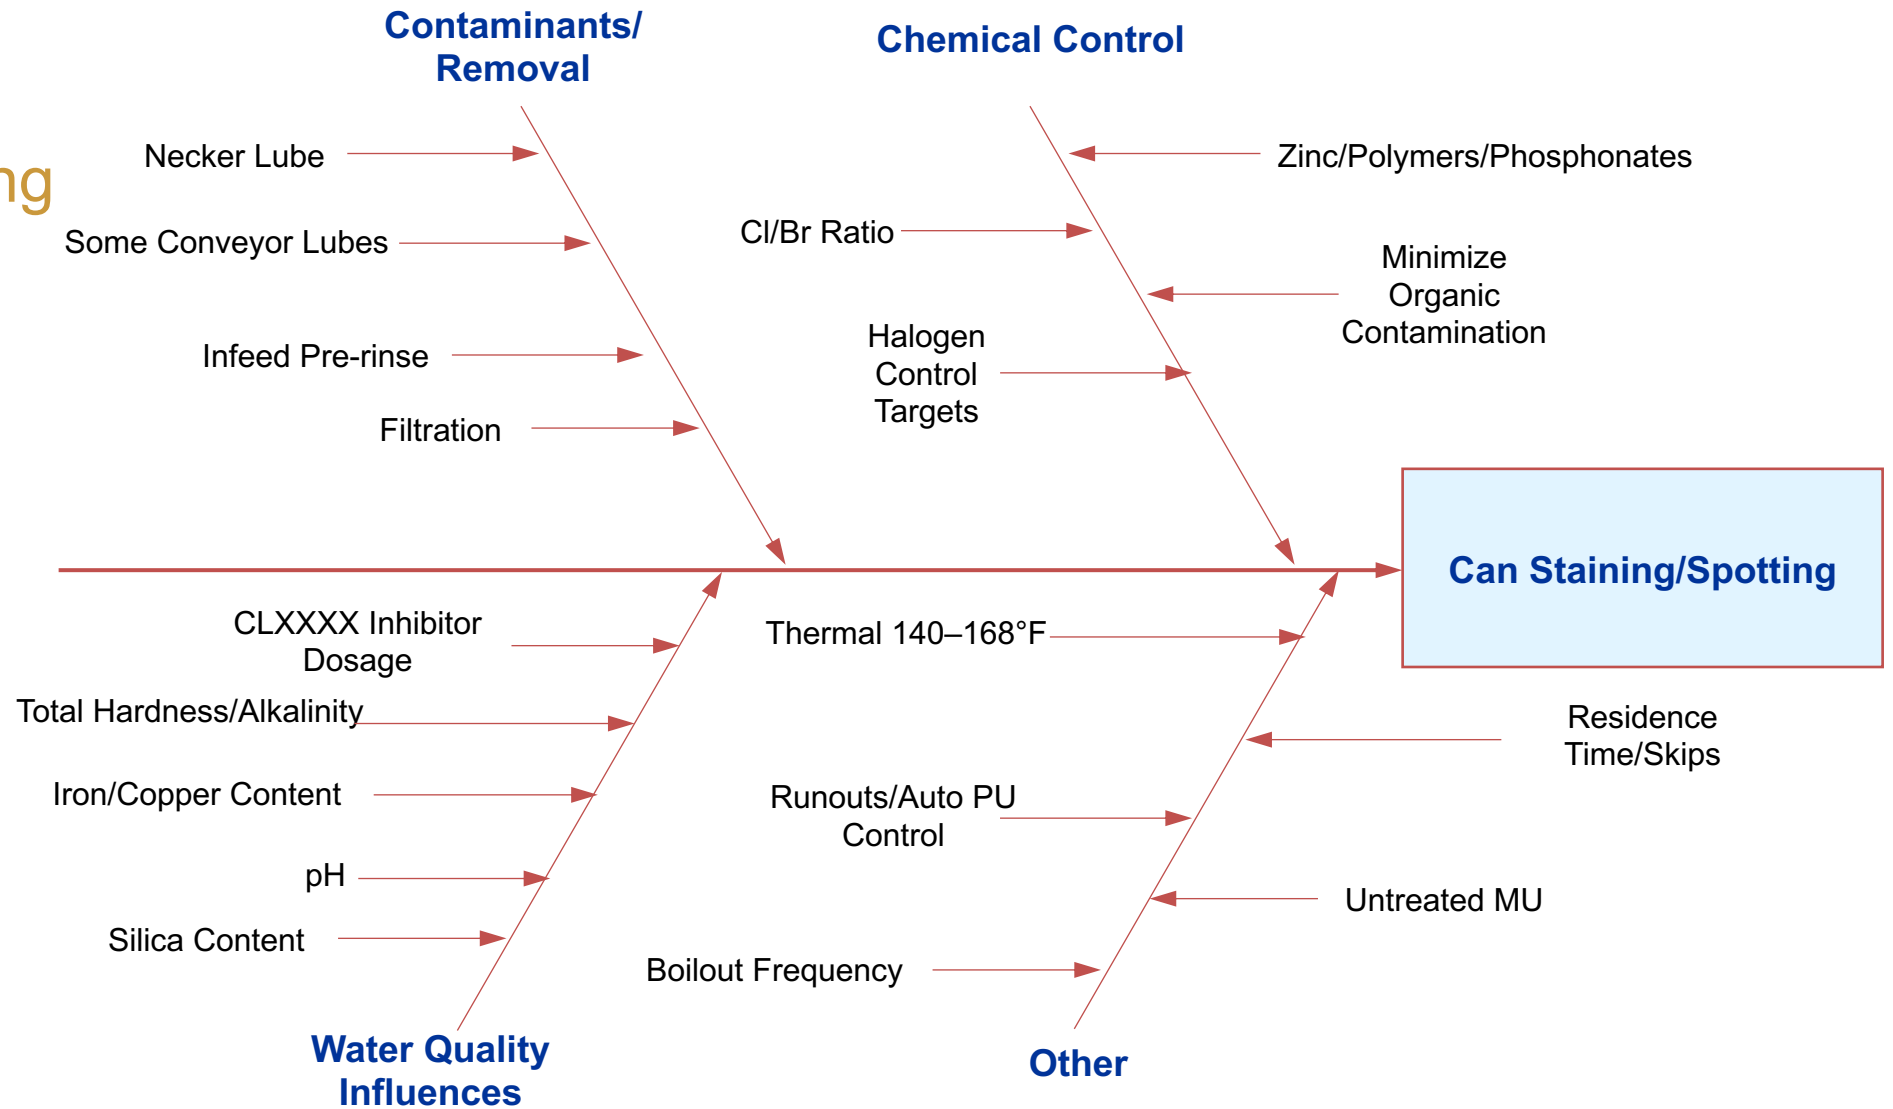 Contaminants/
Removal
Chemical Control
Necker Lube
Zinc/Polymers/Phosphonates
ng
Some Conveyor Lubes
Cl/Br Ratio
Minimize
Organic
Contamination
Halogen
Control
Targets
Infeed Pre-rinse
Filtration
Can Staining/Spotting
CLXXXX Inhibitor
Dosage
Thermal 140–168°F
Total Hardness/Alkalinity
Residence
Time/Skips
Iron/Copper Content
Runouts/Auto PU
Control
pH
Untreated MU
Silica Content
Boilout Frequency
Water Quality
Influences
Other